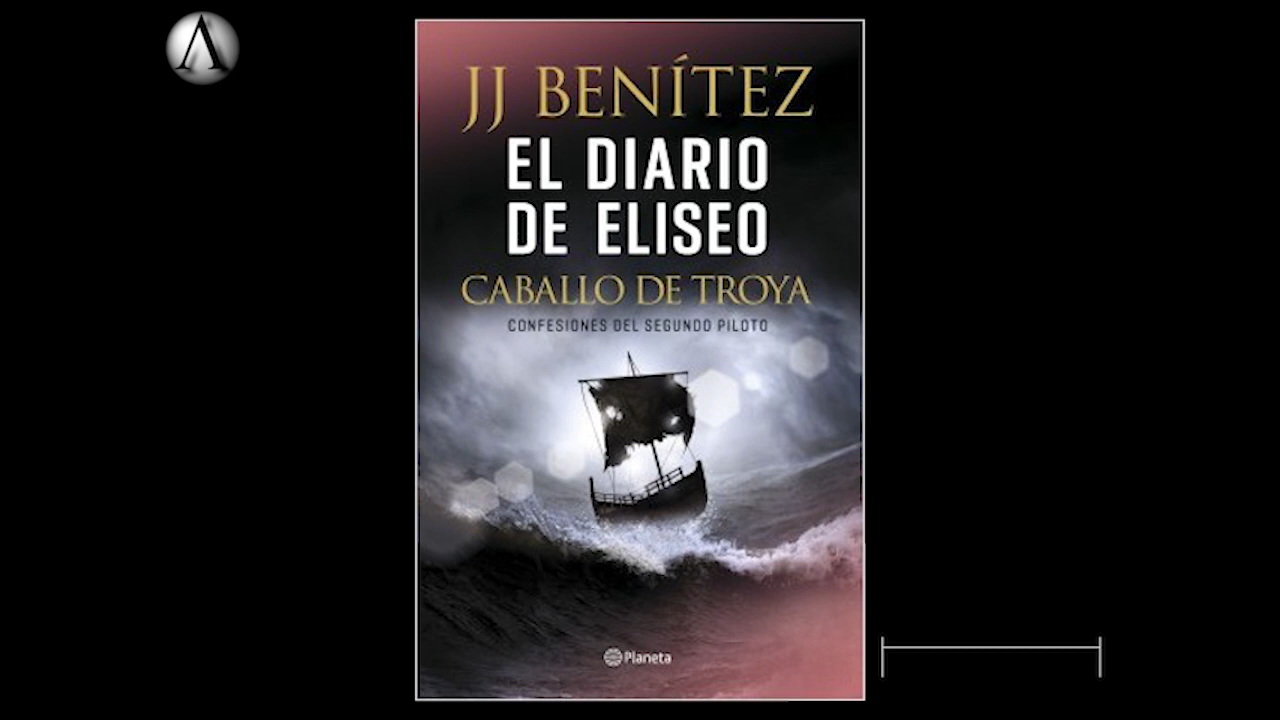 JJ BENÍTEZ
EL DIARIO
DE ELISEO
CABALLO DE TROYA
CONFESIONES DEL SEGUNDO PILOTO
Planeta